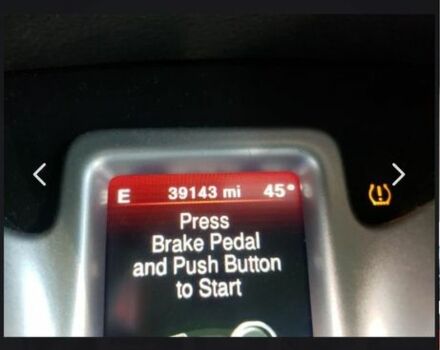 E 39143 mi 45°
Press
Brake Pedal
and Push Button
to Start